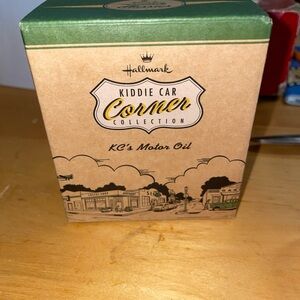 Hallmark
KIDDIE CAR
Corner
COLLECTION
KC's Motor Oil